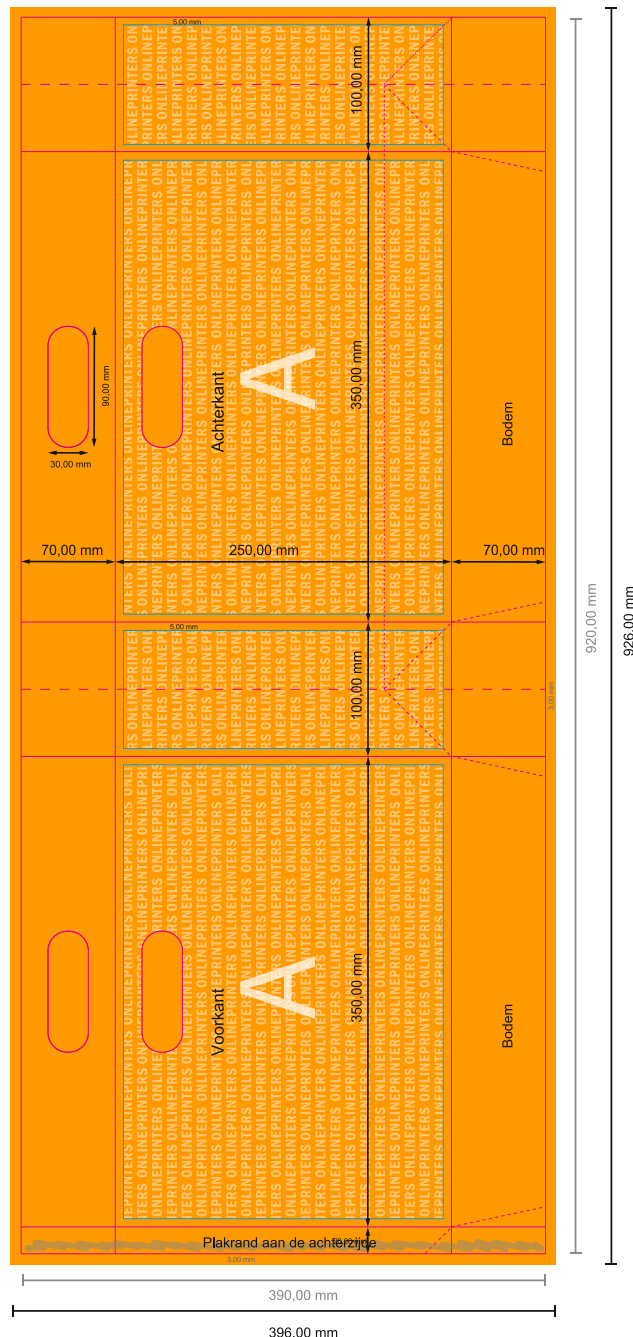 5,00 mm
100,00 mm
ONLINEPRINTERS ONLINEPRINTERS ONLINEPRINTERS
350,00 mm
A
Achterkant
90,00 mm
30,00 mm
Bodem
70,00 mm
250,00 mm
70,00 mm
920,00 mm
926,00 mm
5,00 mm
100,00 mm
3,00 mm
350,00 mm
A
Voorkant
Bodem
Plakrand aan de achterzijde
3,00 mm
390,00 mm
396,00 mm